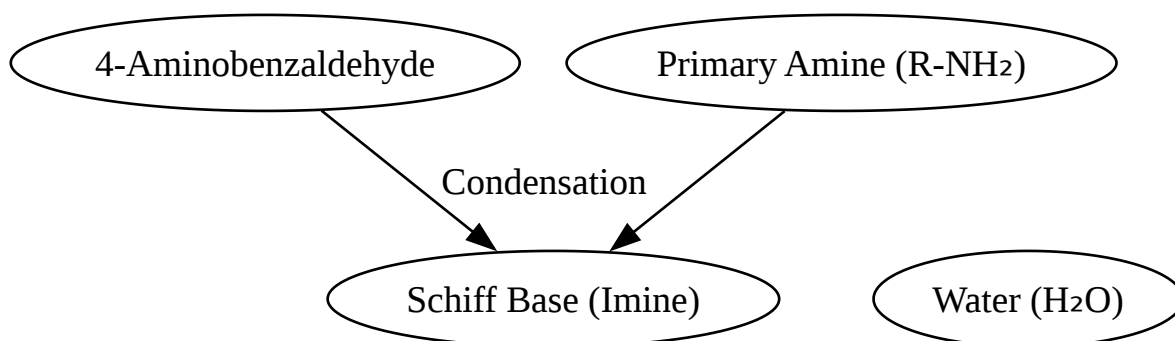 4-Aminobenzaldehyde
Primary Amine (R-NH₂)
Condensation
Schiff Base (Imine)
Water (H₂O)